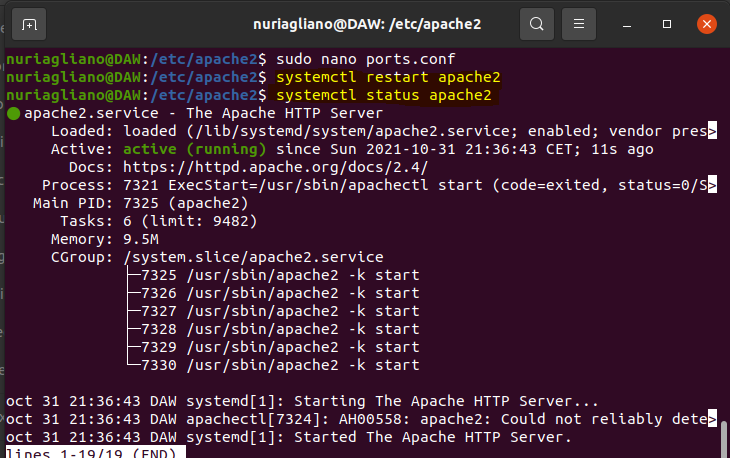 nuriagliano@DAW: /etc/apache2
nuriagliano@DAW:/etc/apache2$ sudo nano ports.conf
nuriagliano@DAW:/etc/apache2$ systemctl restart apache2
nuriagliano@DAW:/etc/apache2$ systemctl status apache2
● apache2.service - The Apache HTTP Server
     Loaded: loaded (/lib/systemd/system/apache2.service; enabled; vendor pres>
     Active: active (running) since Sun 2021-10-31 21:36:43 CET; 11s ago
       Docs: https://httpd.apache.org/docs/2.4/
    Process: 7321 ExecStart=/usr/sbin/apachectl start (code=exited, status=0/S>
   Main PID: 7325 (apache2)
      Tasks: 6 (limit: 9482)
     Memory: 9.5M
     CGroup: /system.slice/apache2.service
             ├─7325 /usr/sbin/apache2 -k start
             ├─7326 /usr/sbin/apache2 -k start
             ├─7327 /usr/sbin/apache2 -k start
             ├─7328 /usr/sbin/apache2 -k start
             ├─7329 /usr/sbin/apache2 -k start
             └─7330 /usr/sbin/apache2 -k start
oct 31 21:36:43 DAW systemd[1]: Starting The Apache HTTP Server...
oct 31 21:36:43 DAW apachectl[7324]: AH00558: apache2: Could not reliably dete>
oct 31 21:36:43 DAW systemd[1]: Started The Apache HTTP Server.
lines 1-19/19 (END)